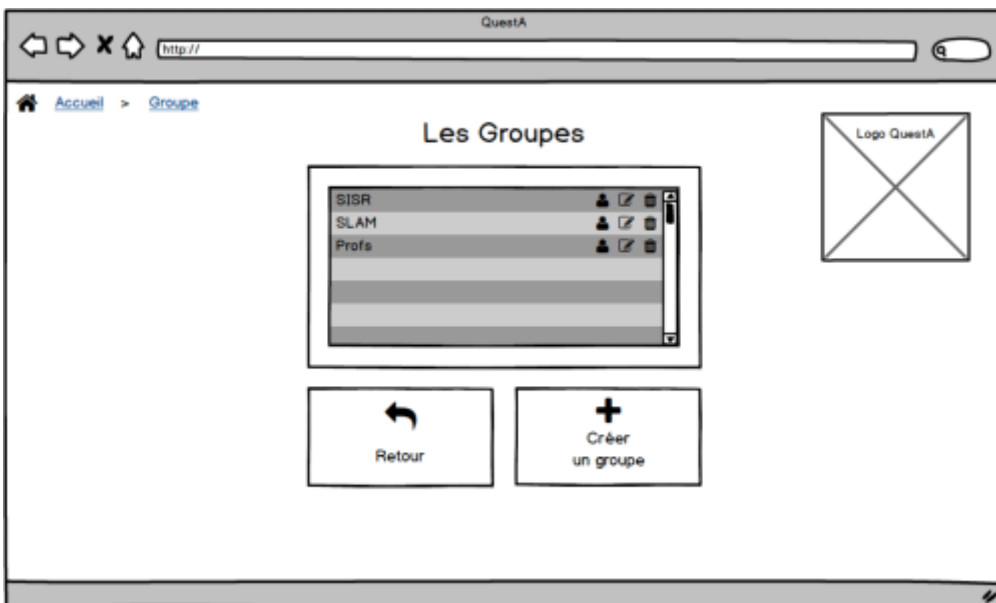 QuestA
http://
Accueil > Groupe
Les Groupes
Logo QuestA
SISR
SLAM
Profs
Retour
Créer
un groupe